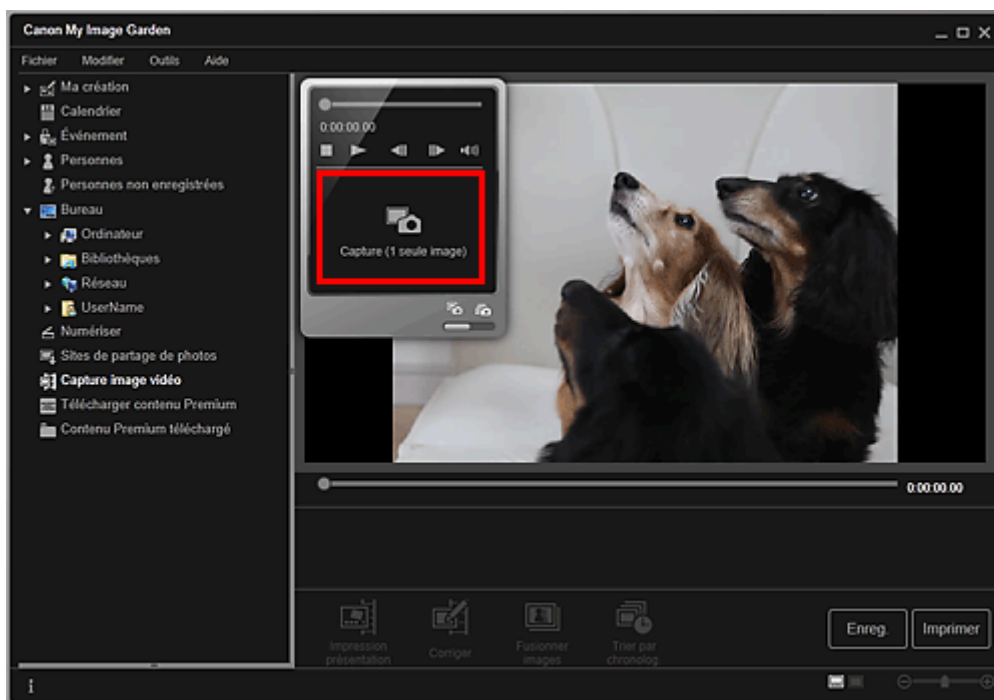 Canon My Image Garden
Fichier Modifier Outils Aide
Ma création
Calendrier
Événement
Personnes
Personnes non enregistrées
Bureau
Ordinateur
Bibliothèques
Réseau
UserName
Numériser
Sites de partage de photos
Capture image vidéo
Télécharger contenu Premium
Contenu Premium téléchargé
0:00:00.00
Capture (1 seule image)
0:00:00.00
Impression
présentation
Corriger
Fusionner
images
Trier par
chronolog
Enreg.
Imprimer